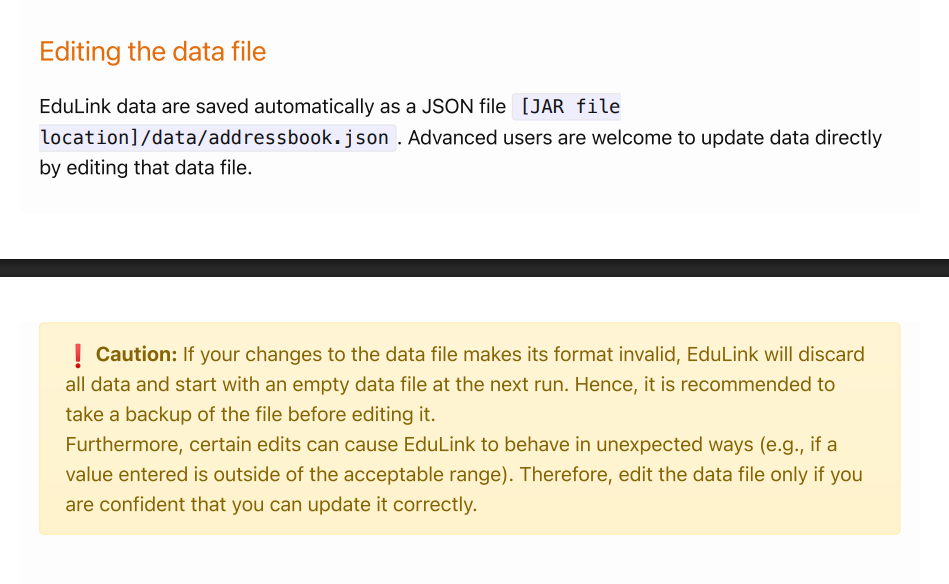 Editing the data file
EduLink data are saved automatically as a JSON file [JAR file
location]/data/addressbook.json. Advanced users are welcome to update data directly
by editing that data file.
❗ Caution: If your changes to the data file makes its format invalid, EduLink will discard
all data and start with an empty data file at the next run. Hence, it is recommended to
take a backup of the file before editing it.
Furthermore, certain edits can cause EduLink to behave in unexpected ways (e.g., if a
value entered is outside of the acceptable range). Therefore, edit the data file only if you
are confident that you can update it correctly.